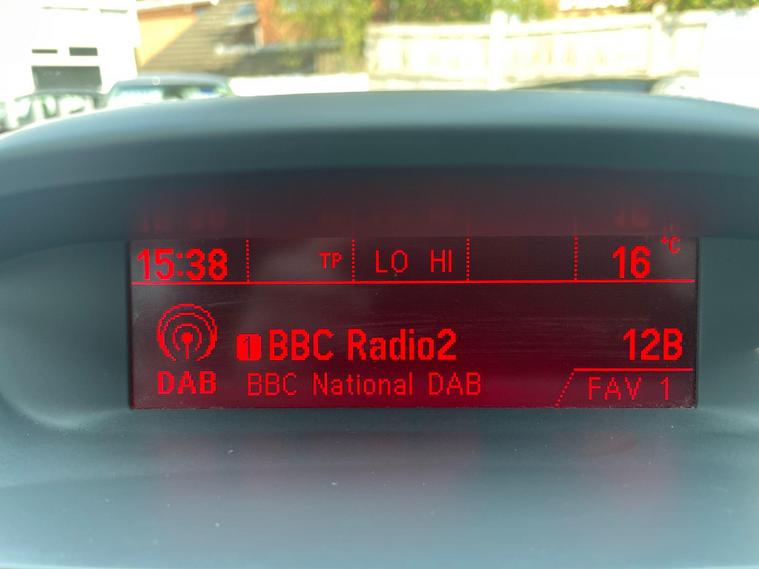 15:38 TP LO HI 16 °C
1 BBC Radio2 12B
DAB BBC National DAB FAV 1